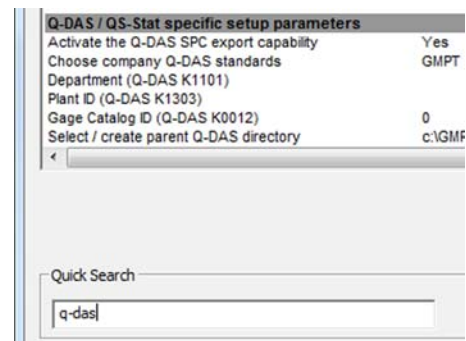 Q-DAS / QS-Stat specific setup parameters
Activate the Q-DAS SPC export capability Yes
Choose company Q-DAS standards GMPT
Department (Q-DAS K1101)
Plant ID (Q-DAS K1303)
Gage Catalog ID (Q-DAS K0012) 0
Select / create parent Q-DAS directory
Quick Search
q-das